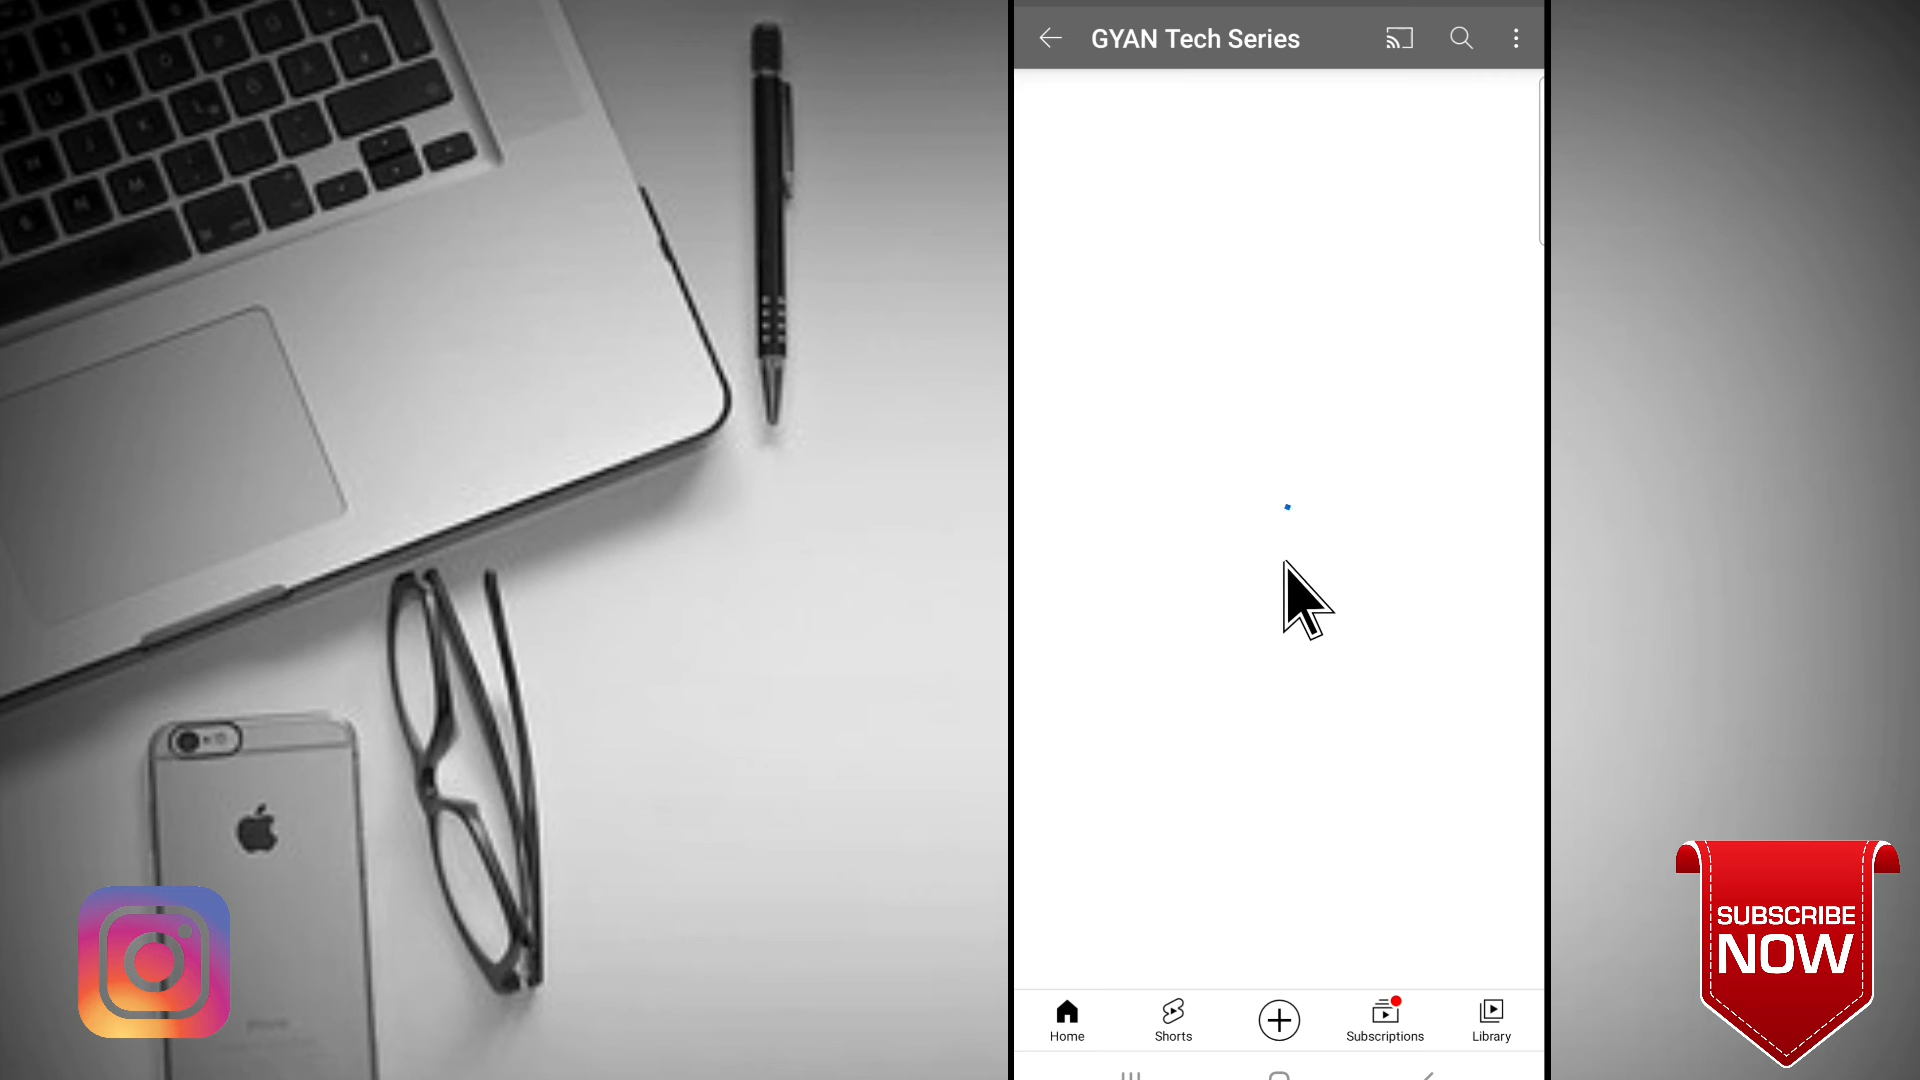 GYAN Tech Series
SUBSCRIBE
NOW
Home
Shorts
Subscriptions
Library